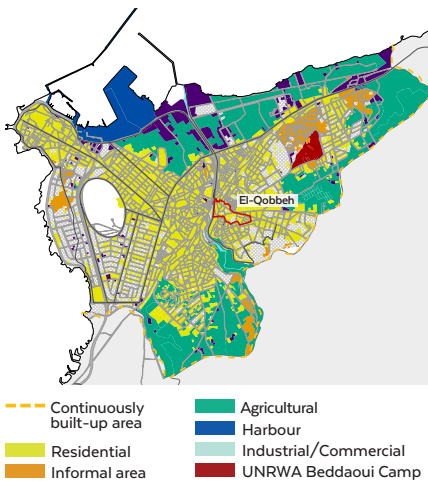 El-Qobbeh
Continuously
built-up area
Residential
Informal area
Agricultural
Harbour
Industrial/Commercial
UNRWA Beddaoui Camp